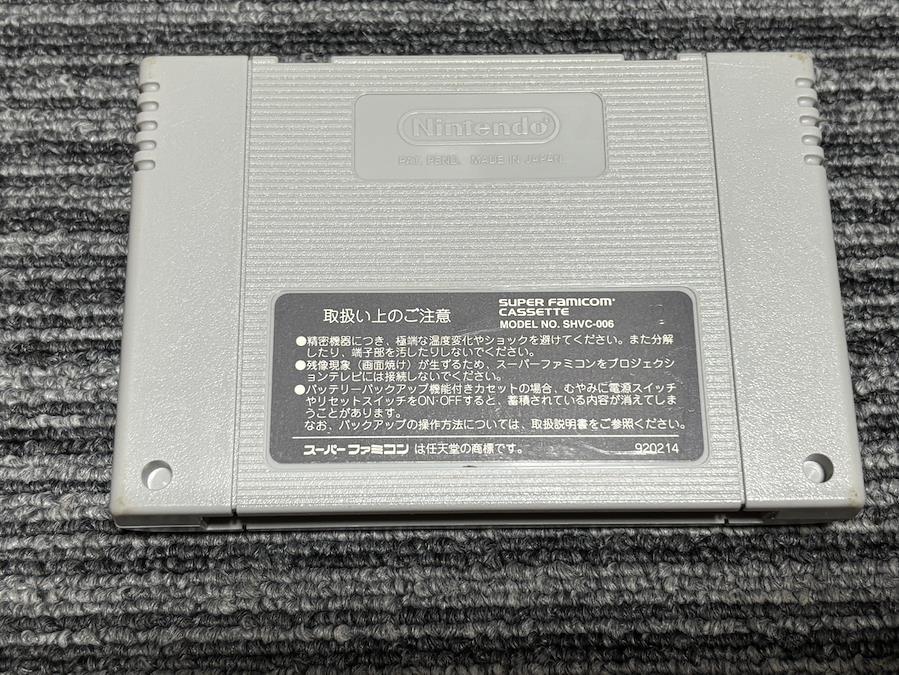 Nintendo®
PAT. PEND. MADE IN JAPAN
取扱い上のご注意
SUPER FAMICOM
CASSETTE
MODEL NO. SHVC-006
●精密機器につき、極端な温度変化やショックを避けてください。また分解
したり、端子部を汚したりしないでください。
●残像現象（画面焼け）が生ずるため、スーパーファミコンをプロジェクシ
ョンテレビには接続しないでください。
●バッテリーバックアップ機能付きカセットの場合、むやみに電源スイッチ
やリセットスイッチをON・OFFすると、蓄積されている内容が消えてしま
うことがあります。
なお、バックアップの操作方法については、取扱説明書をご参照ください。
スーパーファミコンは任天堂の商標です。
920214